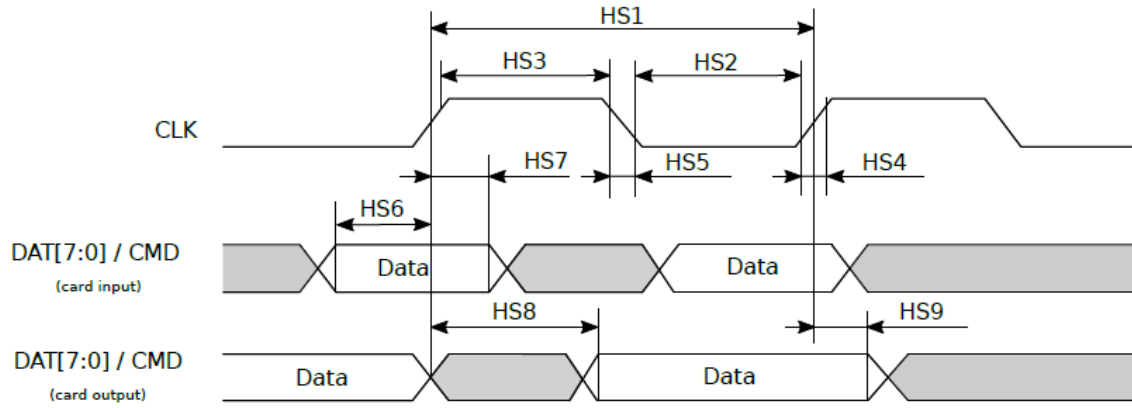 HS1
HS3 HS2
CLK
HS7 HS5 HS4
HS6
DAT[7:0] / CMD Data Data
(card input)
HS8 HS9
DAT[7:0] / CMD Data Data
(card output)